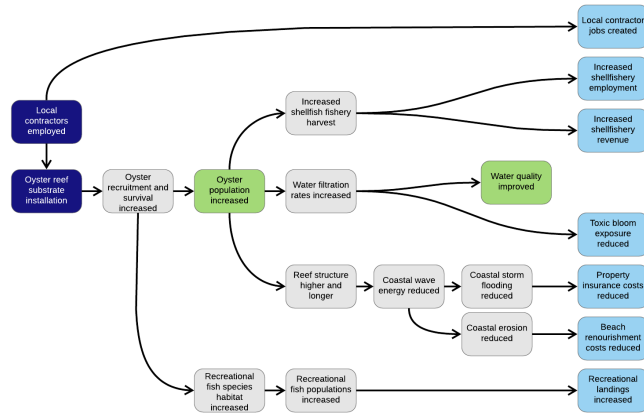 Local contractor
jobs created
Increased
shellfishery
employment
Local
contractors
employed
Increased
shellfish fishery
harvest
Increased
shellfishery
revenue
Oyster reef
substrate
installation
Oyster
recruitment and
survival
increased
Oyster
population
increased
Water filtration
rates increased
Water quality
improved
Toxic bloom
exposure
reduced
Reef structure
higher and
longer
Coastal wave
energy reduced
Coastal storm
flooding
reduced
Property
insurance costs
reduced
Coastal erosion
reduced
Beach
renourishment
costs reduced
Recreational
fish species
habitat
increased
Recreational
fish populations
increased
Recreational
landings
increased